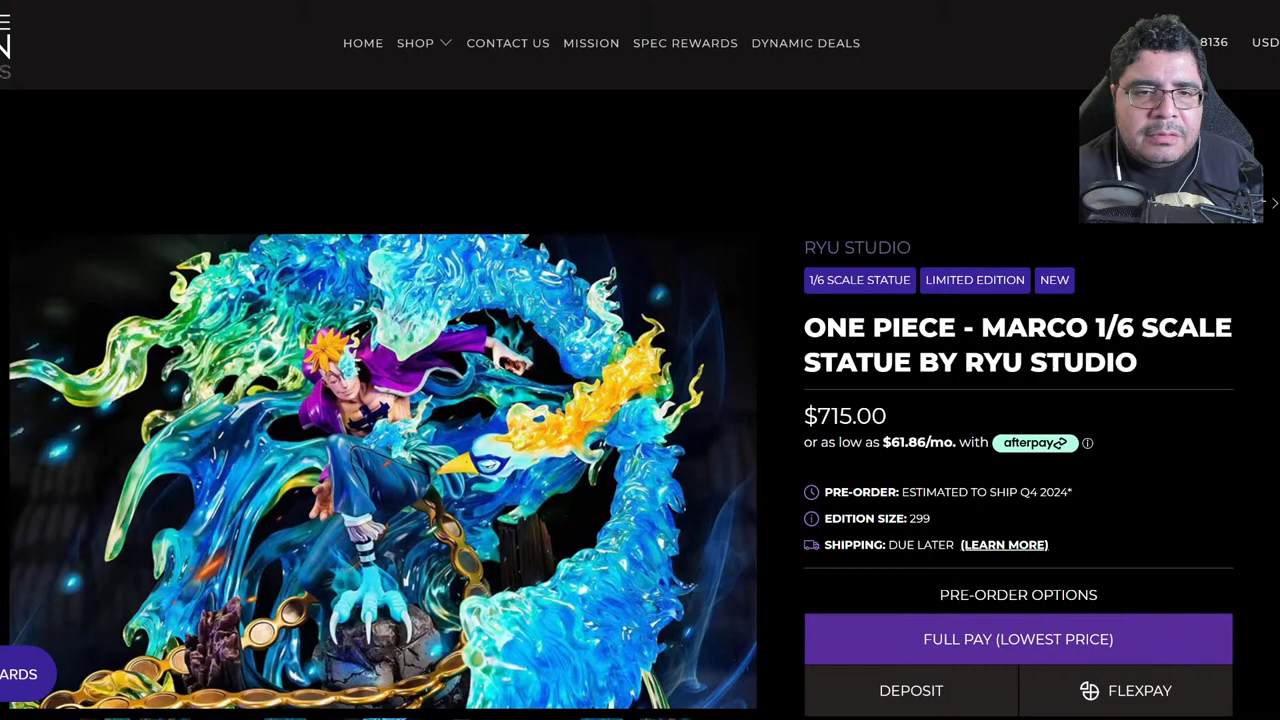 HOME SHOP CONTACT US MISSION SPEC REWARDS DYNAMIC DEALS 8136 USD
RYU STUDIO
1/6 SCALE STATUE LIMITED EDITION NEW
ONE PIECE - MARCO 1/6 SCALE
STATUE BY RYU STUDIO
$715.00
or as low as $61.86/mo. with afterpay
PRE-ORDER: ESTIMATED TO SHIP Q4 2024*
EDITION SIZE: 299
SHIPPING: DUE LATER (LEARN MORE)
PRE-ORDER OPTIONS
FULL PAY (LOWEST PRICE)
ARDS
DEPOSIT FLEXPAY